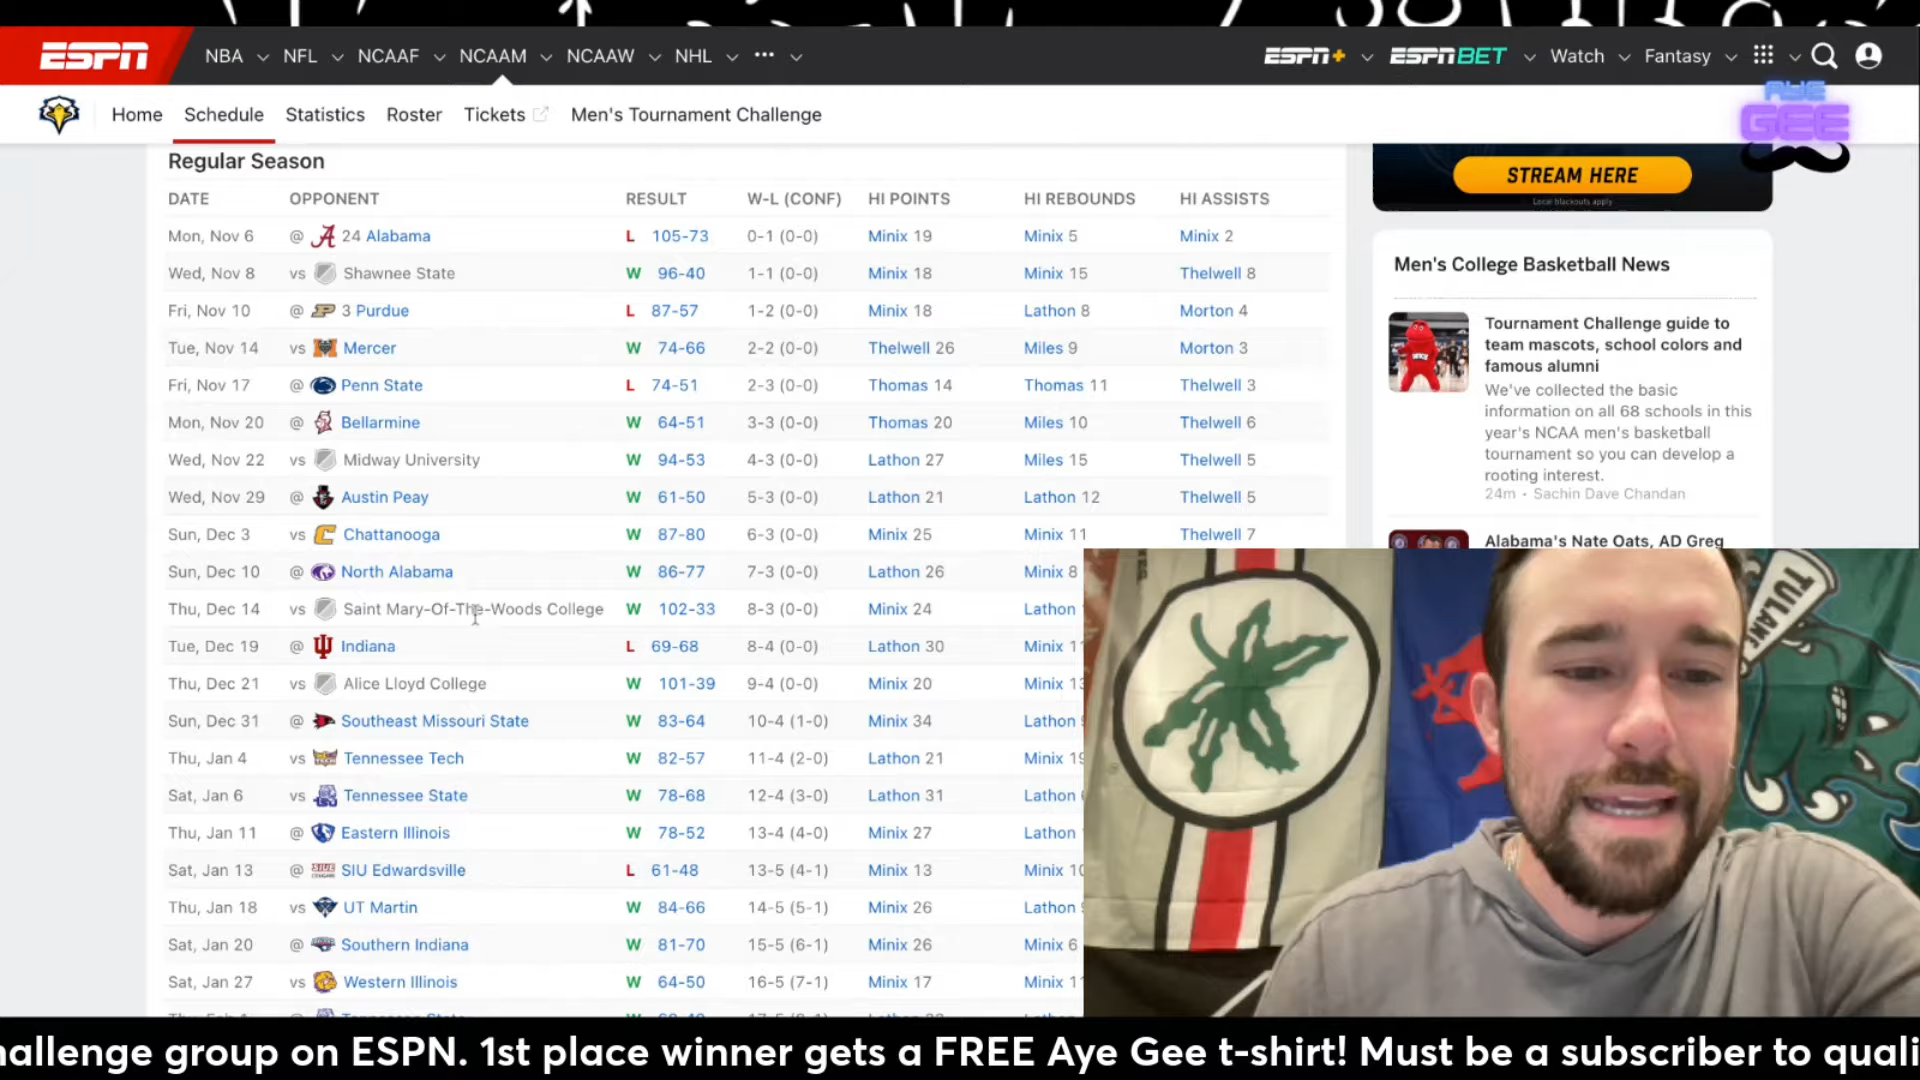 ESPN NBA NFL NCAAF NCAAM NCAAW NHL ESPN+ ESPN BET Watch Fantasy
Home Schedule Statistics Roster Tickets Men's Tournament Challenge
AYE
GEE
Regular Season
DATE OPPONENT RESULT W-L (CONF) HI POINTS HI REBOUNDS HI ASSISTS
Mon, Nov 6 @ 24 Alabama L 105-73 0-1 (0-0) Minix 19 Minix 5 Minix 2
Wed, Nov 8 vs Shawnee State W 96-40 1-1 (0-0) Minix 18 Minix 15 Thelwell 8
Fri, Nov 10 @ 3 Purdue L 87-57 1-2 (0-0) Minix 18 Lathon 8 Morton 4
Tue, Nov 14 vs Mercer W 74-66 2-2 (0-0) Thelwell 26 Miles 9 Morton 3
Fri, Nov 17 @ Penn State L 74-51 2-3 (0-0) Thomas 14 Thomas 11 Thelwell 3
Mon, Nov 20 @ Bellarmine W 64-51 3-3 (0-0) Thomas 20 Miles 10 Thelwell 6
Wed, Nov 22 vs Midway University W 94-53 4-3 (0-0) Lathon 27 Miles 15 Thelwell 5
Wed, Nov 29 @ Austin Peay W 61-50 5-3 (0-0) Lathon 21 Lathon 12 Thelwell 5
Sun, Dec 3 vs Chattanooga W 87-80 6-3 (0-0) Minix 25 Minix 11 Thelwell 7
Sun, Dec 10 @ North Alabama W 86-77 7-3 (0-0) Lathon 26 Minix 8
Thu, Dec 14 vs Saint Mary-Of-The-Woods College W 102-33 8-3 (0-0) Minix 24 Lathon
Tue, Dec 19 @ Indiana L 69-68 8-4 (0-0) Lathon 30 Minix
Thu, Dec 21 vs Alice Lloyd College W 101-39 9-4 (0-0) Minix 20 Minix
Sun, Dec 31 @ Southeast Missouri State W 83-64 10-4 (1-0) Minix 34 Lathon
Thu, Jan 4 vs Tennessee Tech W 82-57 11-4 (2-0) Lathon 21 Minix
Sat, Jan 6 vs Tennessee State W 78-68 12-4 (3-0) Lathon 31 Lathon
Thu, Jan 11 @ Eastern Illinois W 78-52 13-4 (4-0) Minix 27 Lathon
Sat, Jan 13 @ SIU Edwardsville L 61-48 13-5 (4-1) Minix 13 Minix
Thu, Jan 18 vs UT Martin W 84-66 14-5 (5-1) Minix 26 Lathon
Sat, Jan 20 @ Southern Indiana W 81-70 15-5 (6-1) Minix 26 Minix 6
Sat, Jan 27 vs Western Illinois W 64-50 16-5 (7-1) Minix 17 Minix
STREAM HERE
Local blackouts apply
Men's College Basketball News
Tournament Challenge guide to
team mascots, school colors and
famous alumni
We've collected the basic
information on all 68 schools in this
year's NCAA men's basketball
tournament so you can develop a
rooting interest.
24m • Sachin Dave Chandan
Alabama's Nate Oats, AD Greg
TULANE
hallenge group on ESPN. 1st place winner gets a FREE Aye Gee t-shirt! Must be a subscriber to quali